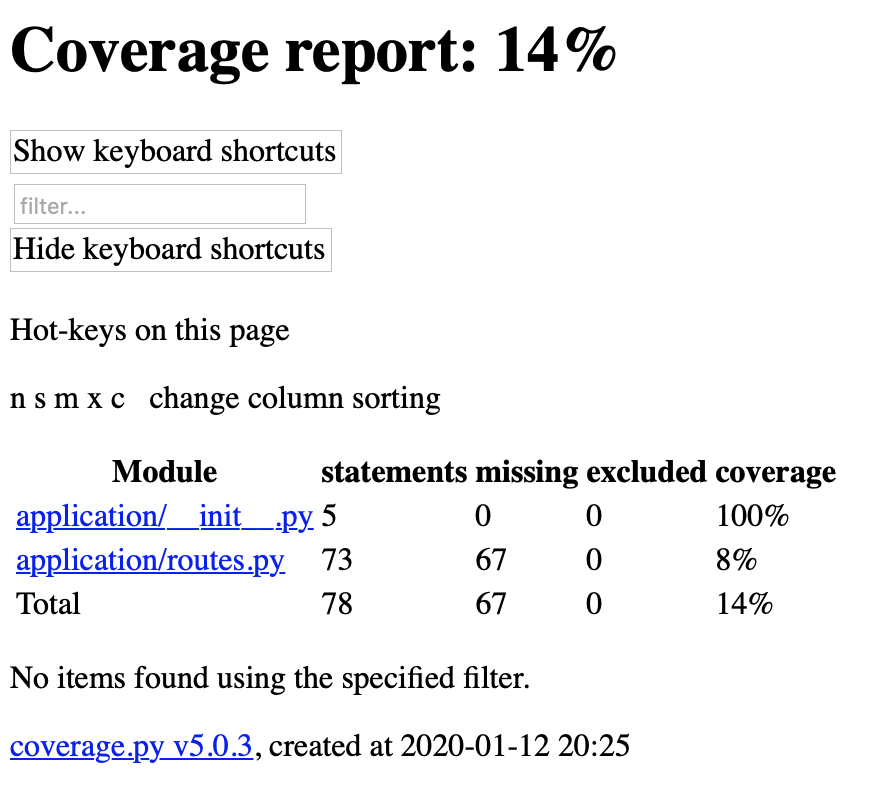 Coverage report: 14%
Show keyboard shortcuts
filter...
Hide keyboard shortcuts
Hot-keys on this page
n s m x c change column sorting
Module statements missing excluded coverage
application/__init__.py 5 0 0 100%
application/routes.py 73 67 0 8%
Total 78 67 0 14%
No items found using the specified filter.
coverage.py v5.0.3, created at 2020-01-12 20:25